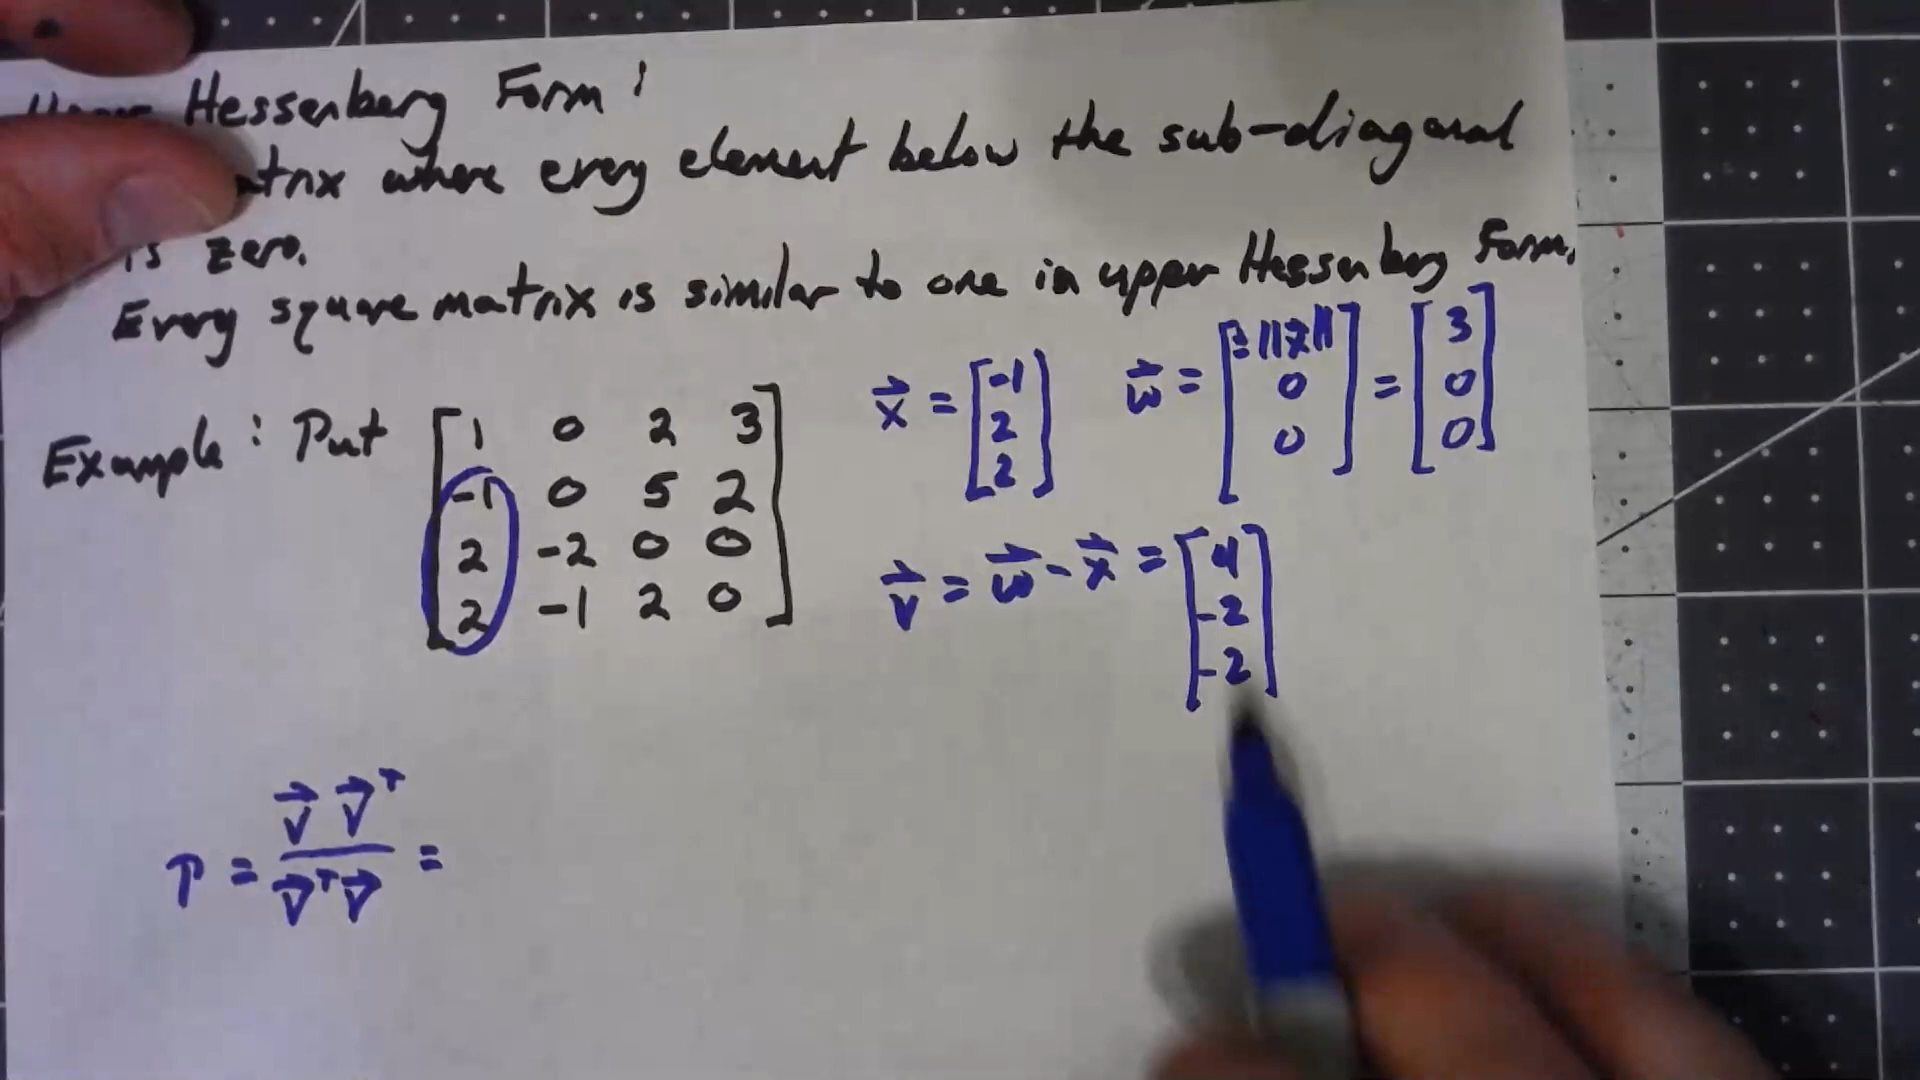 Hessenberg Form:
where every element below the sub-diagonal
is zero.
Every square matrix is similar to one in upper Hessenberg Form.
Example: Put [1 0 2 3; -1 0 5 2; 2 -2 0 0; 2 -1 2 0]
x⃗ = [-1; 2; 2] w⃗ = [±||x⃗||; 0; 0] = [3; 0; 0]
v⃗ = w⃗ - x⃗ = [4; -2; -2]
P = v⃗ v⃗ᵀ / v⃗ᵀ v⃗ =